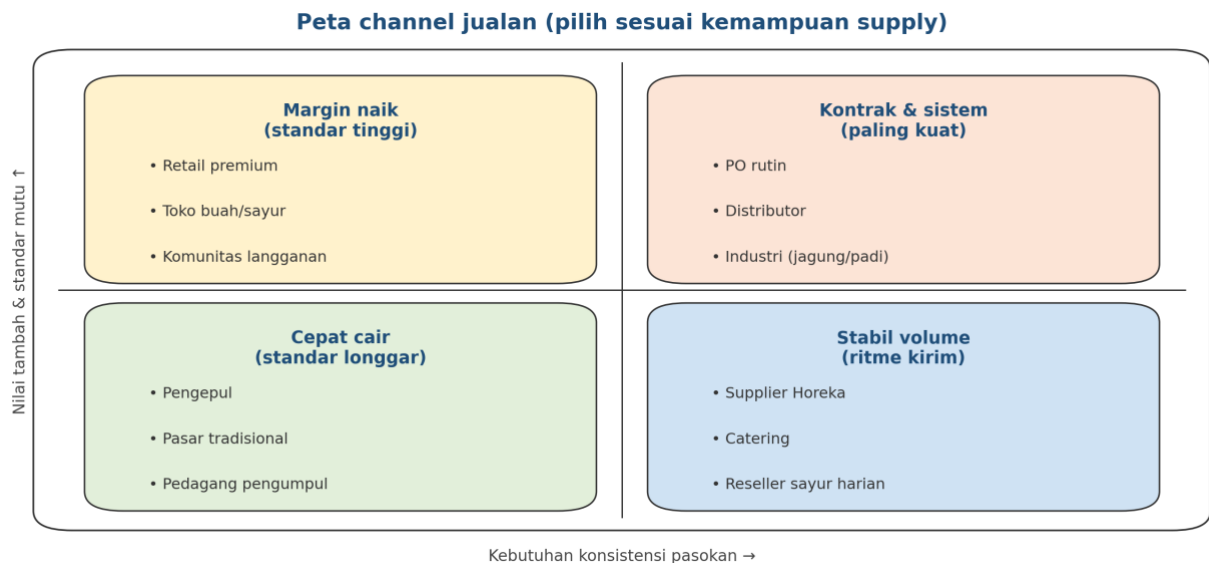 Peta channel jualan (pilih sesuai kemampuan supply)
Nilai tambah & standar mutu ↑
Margin naik
(standar tinggi)
• Retail premium
• Toko buah/sayur
• Komunitas langganan
Kontrak & sistem
(paling kuat)
• PO rutin
• Distributor
• Industri (jagung/padi)
Cepat cair
(standar longgar)
• Pengepul
• Pasar tradisional
• Pedagang pengumpul
Stabil volume
(ritme kirim)
• Supplier Horeka
• Catering
• Reseller sayur harian
Kebutuhan konsistensi pasokan →